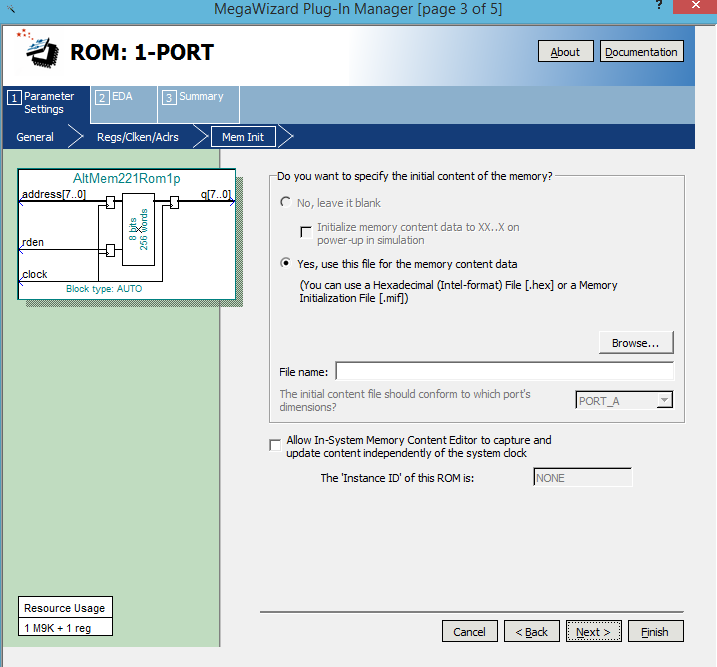 MegaWizard Plug-In Manager [page 3 of 5]
? x
ROM: 1-PORT
About
Documentation
1 Parameter Settings
2 EDA
3 Summary
General
Regs/Clken/Aclrs
Mem Init
AltMem221Rom1p
address[7..0]
q[7..0]
8 bits
256 words
rden
clock
Block type: AUTO
Do you want to specify the initial content of the memory?
No, leave it blank
Initialize memory content data to XX..X on
power-up in simulation
Yes, use this file for the memory content data
(You can use a Hexadecimal (Intel-format) File [.hex] or a Memory
Initialization File [.mif])
Browse...
File name:
The initial content file should conform to which port's
dimensions?
PORT_A
Allow In-System Memory Content Editor to capture and
update content independently of the system clock
The 'Instance ID' of this ROM is:
NONE
Resource Usage
1 M9K + 1 reg
Cancel
< Back
Next >
Finish